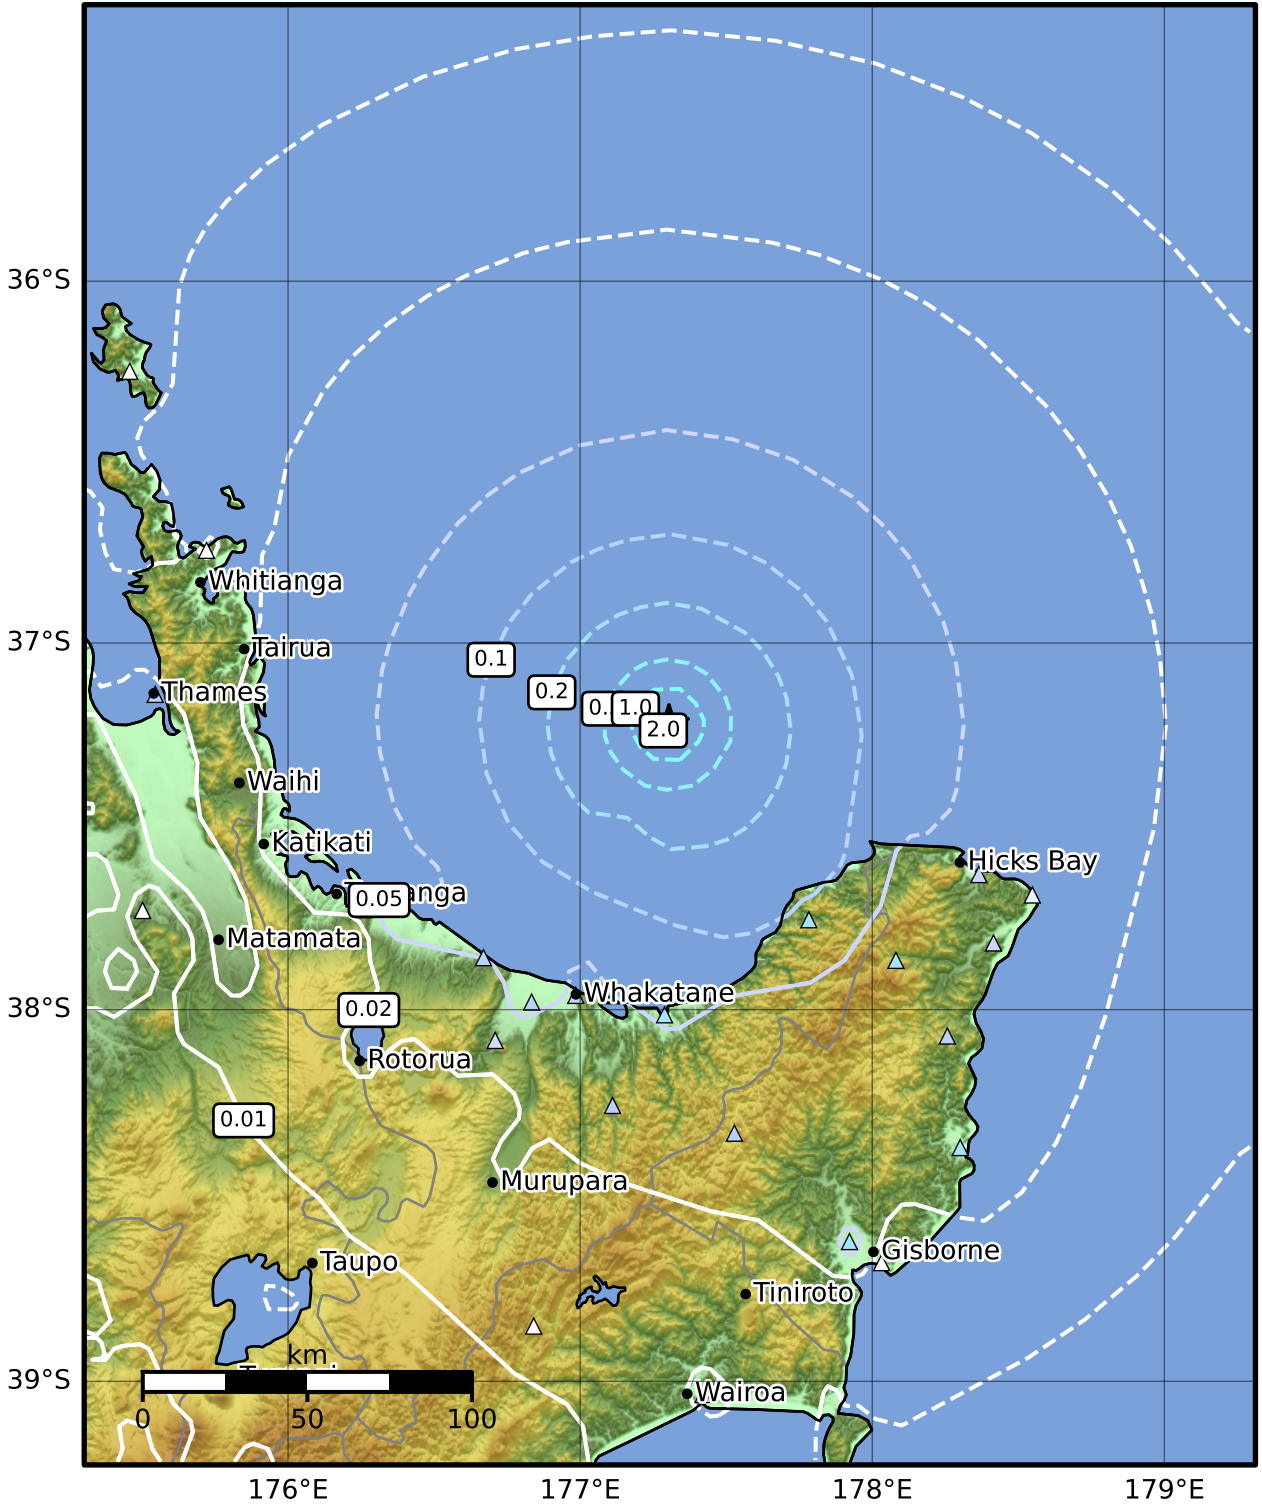 36°S
Whitianga
37°S
Tairua
0.1
Thames
0.2
0.
1.0
2.0
Waihi
Katikati
Hicks Bay
anga
0.05
Matamata
Whakatane
38°S
0.02
Rotorua
0.01
Murupara
Gisborne
Taupo
Tiniroto
km
39°S
Wairoa
0
50
100
176°E
177°E
178°E
179°E